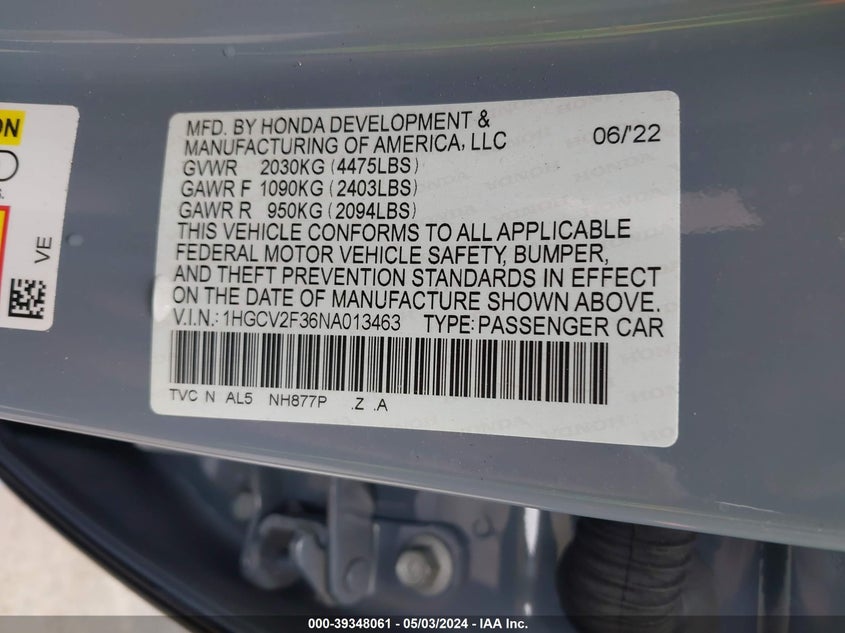 ON
S.
VE
MFD. BY HONDA DEVELOPMENT &
MANUFACTURING OF AMERICA, LLC 06/'22
GVWR 2030KG (4475LBS)
GAWR F 1090KG (2403LBS)
GAWR R 950KG (2094LBS)
THIS VEHICLE CONFORMS TO ALL APPLICABLE
FEDERAL MOTOR VEHICLE SAFETY, BUMPER,
AND THEFT PREVENTION STANDARDS IN EFFECT
ON THE DATE OF MANUFACTURE SHOWN ABOVE.
V.I.N.: 1HGCV2F36NA013463 TYPE: PASSENGER CAR
TVC N AL5 NH877P .Z .A
000-39348061 - 05/03/2024 - IAA Inc.